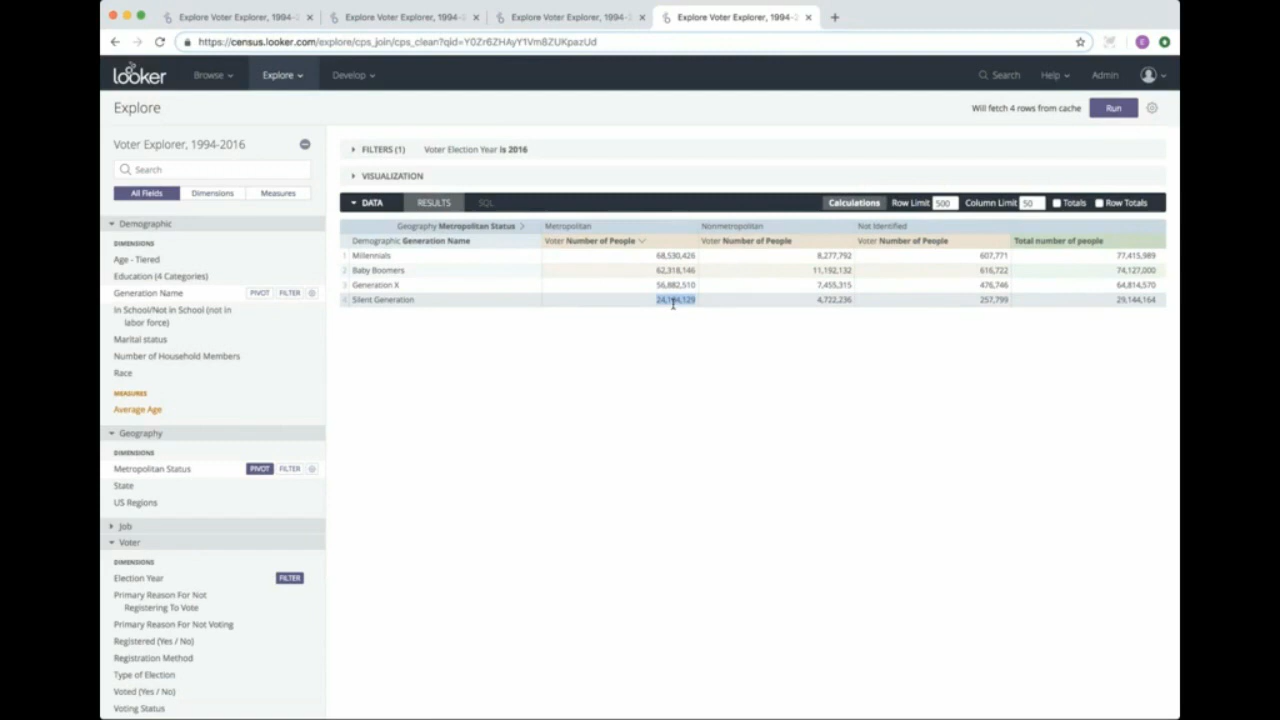 Explore Voter Explorer, 1994-
Explore Voter Explorer, 1994-2
Explore Voter Explorer, 1994-2
Explore Voter Explorer, 1994-2
https://census.looker.com/explore/cps_join/cps_clean?qid=Y0Zr6ZHAyY1Vm8ZUKpazUd
E
looker
Browse
Explore
Develop
Search
Help
Admin
Explore
Will fetch 4 rows from cache
Run
Voter Explorer, 1994-2016
Search
All Fields
Dimensions
Measures
Demographic
DIMENSIONS
Age - Tiered
Education (4 Categories)
Generation Name PIVOT FILTER
In School/Not in School (not in
labor force)
Marital status
Number of Household Members
Race
MEASURES
Average Age
Geography
DIMENSIONS
Metropolitan Status PIVOT FILTER
State
US Regions
Job
Voter
DIMENSIONS
Election Year FILTER
Primary Reason For Not
Registering To Vote
Primary Reason For Not Voting
Registered (Yes / No)
Registration Method
Type of Election
Voted (Yes / No)
Voting Status
FILTERS (1) Voter Election Year is 2016
VISUALIZATION
DATA RESULTS SQL Calculations Row Limit 500 Column Limit 50 Totals Row Totals
Geography Metropolitan Status Metropolitan Nonmetropolitan Not Identified
Demographic Generation Name Voter Number of People Voter Number of People Voter Number of People Total number of people
1 Millennials 68,530,426 8,277,792 607,771 77,415,989
2 Baby Boomers 62,318,146 11,192,132 616,722 74,127,000
3 Generation X 56,882,510 7,455,315 476,746 64,814,570
4 Silent Generation 4,722,236 257,799 29,144,164